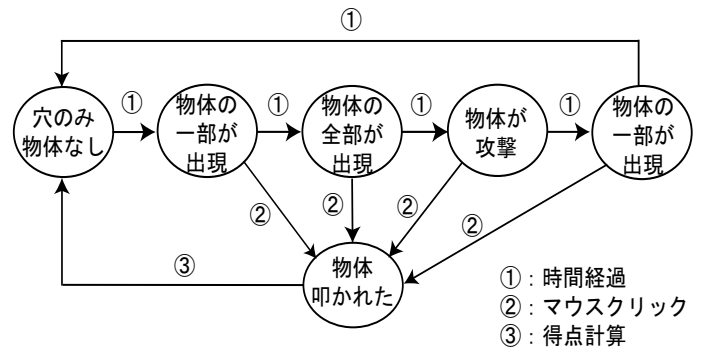 ①
穴のみ
物体なし
①
物体の
一部が
出現
①
物体の
全部が
出現
①
物体が
攻撃
①
物体の
一部が
出現
②
②
②
②
③
物体
叩かれた
①：時間経過
②：マウスクリック
③：得点計算